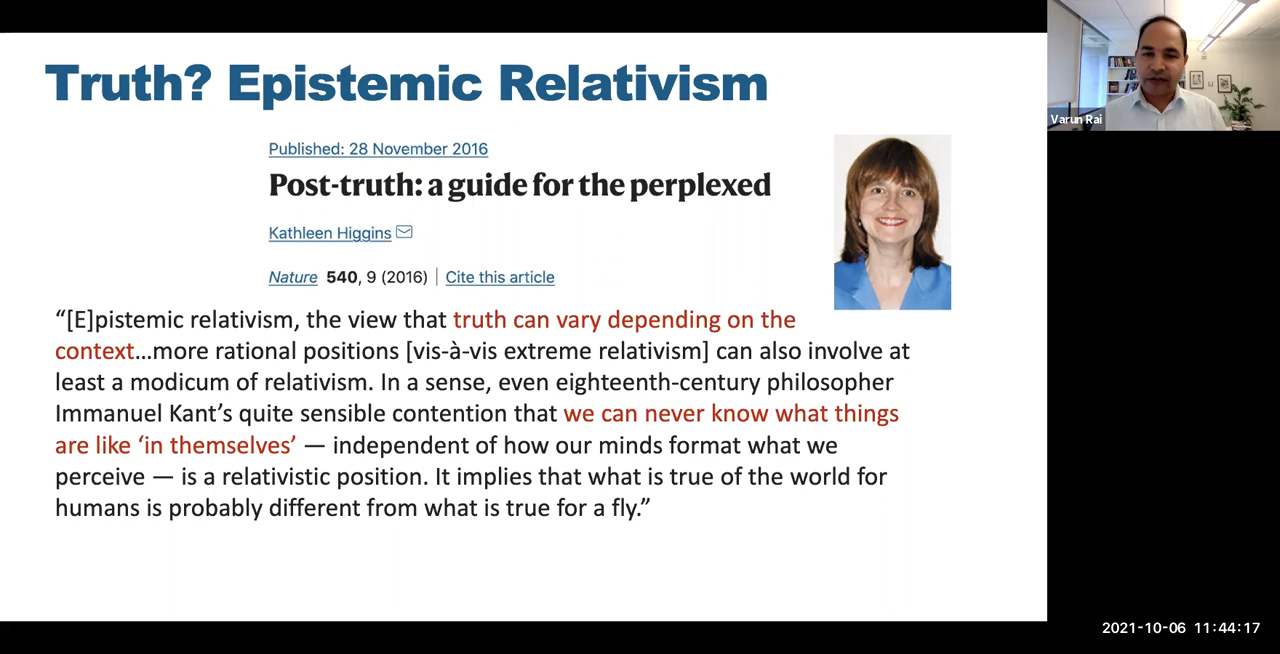 Truth? Epistemic Relativism
Published: 28 November 2016
Post-truth: a guide for the perplexed
Kathleen Higgins
Nature 540, 9 (2016) | Cite this article
“[E]pistemic relativism, the view that truth can vary depending on the
context…more rational positions [vis-à-vis extreme relativism] can also involve at
least a modicum of relativism. In a sense, even eighteenth-century philosopher
Immanuel Kant’s quite sensible contention that we can never know what things
are like ‘in themselves’ — independent of how our minds format what we
perceive — is a relativistic position. It implies that what is true of the world for
humans is probably different from what is true for a fly.”
Varun Rai
2021-10-06 11:44:17